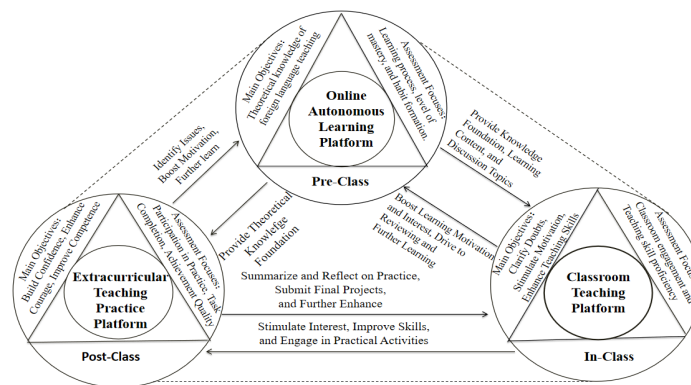 Main Objectives:
Theoretical knowledge of
foreign language teaching
Assessment Focuses:
Learning process, level of
mastery, and habit formation.
Online
Autonomous
Learning
Platform
Pre-Class
Identify Issues,
Boost Motivation,
Further learn
Provide Knowledge
Foundation, Learning
Content, and
Discussion Topics
Provide Theoretical
Knowlefge
Foundation
Boost Learning Motivation
and Interest, Drive to
Reviewing and
Further Learning
Main Objectives:
Build Confidence, Enhance
Courage, Improve Competence
Assessment Focuses:
Participation in Practice, Task
Completion, Achievement Quality
Extracurricular
Teaching
Practice
Platform
Post-Class
Summarize and Reflect on Practice,
Submit Final Projects,
and Further Enhance
Stimulate Interest, Improve Skills,
and Engage in Practical Activities
Main Objectives:
Clarify Doubts,
Stimulate Motivation,
Enhance Teaching Skills
Assessment Focus:
Classroom engagement and
Teaching skill proficiency
Classroom
Teaching
Platform
In-Class